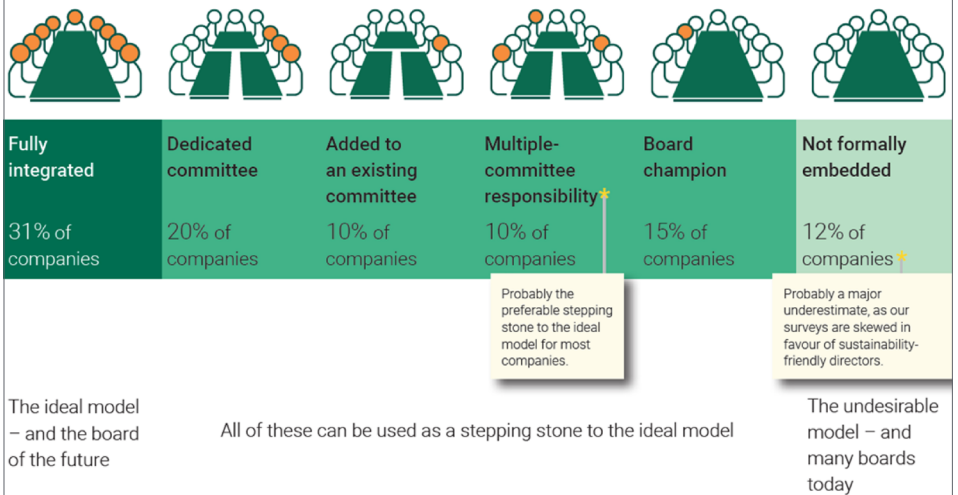 Fully
integrated
31% of
companies
Dedicated
committee
20% of
companies
Added to
an existing
committee
10% of
companies
Multiple-
committee
responsibility*
10% of
companies
Board
champion
15% of
companies
Not formally
embedded
12% of
companies*
Probably the
preferable stepping
stone to the ideal
model for most
companies.
Probably a major
underestimate, as our
surveys are skewed in
favour of sustainability-
friendly directors.
The ideal model
– and the board
of the future
All of these can be used as a stepping stone to the ideal model
The undesirable
model – and
many boards
today